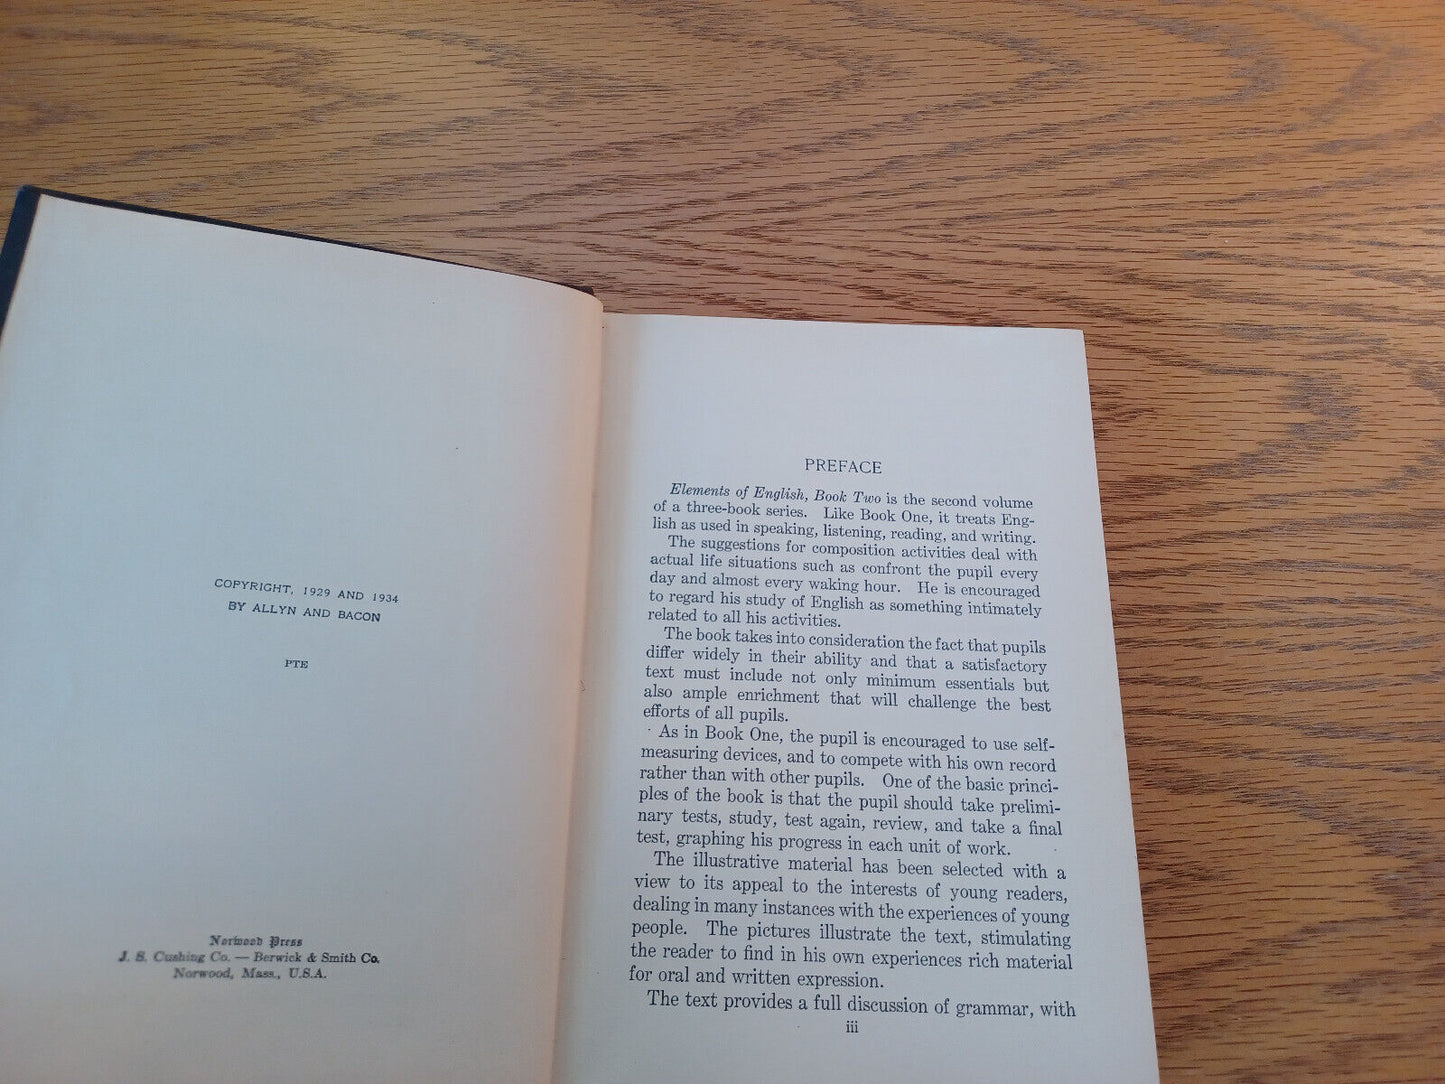 COPYRIGHT, 1929 AND 1934
BY ALLYN AND BACON
PTE
Norwood Press
J. S. Cushing Co. — Berwick & Smith Co.
Norwood, Mass., U.S.A.
PREFACE
Elements of English, Book Two is the second volume
of a three-book series. Like Book One, it treats Eng-
lish as used in speaking, listening, reading, and writing.
The suggestions for composition activities deal with
actual life situations such as confront the pupil every
day and almost every waking hour. He is encouraged
to regard his study of English as something intimately
related to all his activities.
The book takes into consideration the fact that pupils
differ widely in their ability and that a satisfactory
text must include not only minimum essentials but
also ample enrichment that will challenge the best
efforts of all pupils.
As in Book One, the pupil is encouraged to use self-
measuring devices, and to compete with his own record
rather than with other pupils. One of the basic princi-
ples of the book is that the pupil should take prelimi-
nary tests, study, test again, review, and take a final
test, graphing his progress in each unit of work.
The illustrative material has been selected with a
view to its appeal to the interests of young readers,
dealing in many instances with the experiences of young
people. The pictures illustrate the text, stimulating
the reader to find in his own experiences rich material
for oral and written expression.
The text provides a full discussion of grammar, with
iii